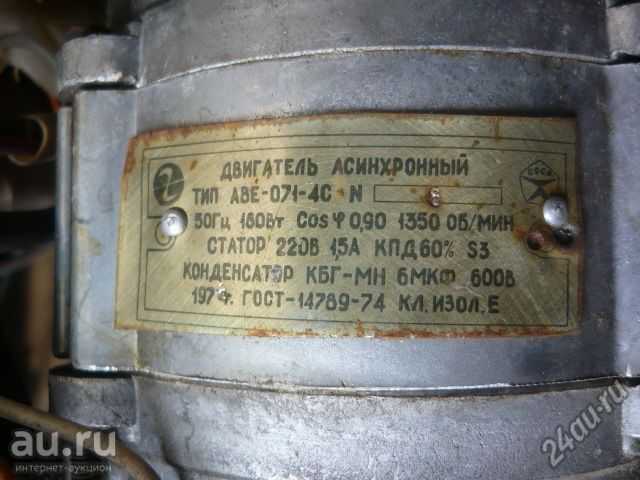 ДВИГАТЕЛЬ АСИНХРОННЫЙ
ТИП АВЕ-071-4С N
50Гц 180Вт Cos φ 0,90 1350 ОБ/МИН
СТАТОР 220В 1,5А КПД 60% S3
КОНДЕНСАТОР КБГ-МН 6МКФ 600В
197 г. ГОСТ-14789-74 КЛ. ИЗОЛ. Е
СССР
au.ru
интернет-аукцион
24au.ru